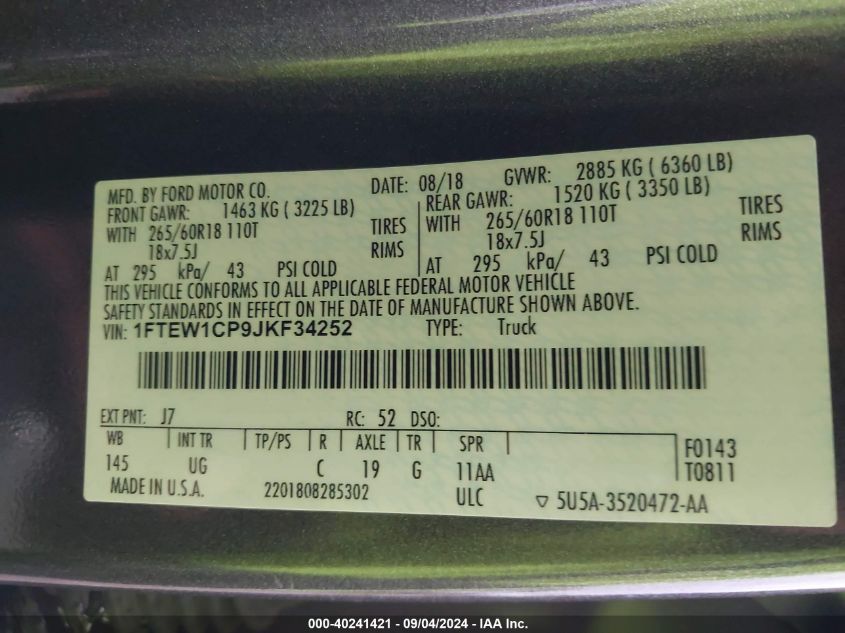 MFD. BY FORD MOTOR CO. DATE: 08/18 GVWR: 2885 KG ( 6360 LB)
FRONT GAWR: 1463 KG ( 3225 LB) REAR GAWR: 1520 KG ( 3350 LB)
WITH 265/60R18 110T TIRES WITH 265/60R18 110T TIRES
18x7.5J RIMS 18x7.5J RIMS
AT 295 kPa/ 43 PSI COLD AT 295 kPa/ 43 PSI COLD
THIS VEHICLE CONFORMS TO ALL APPLICABLE FEDERAL MOTOR VEHICLE
SAFETY STANDARDS IN EFFECT ON THE DATE OF MANUFACTURE SHOWN ABOVE.
VIN: 1FTEW1CP9JKF34252 TYPE: Truck
EXT PNT: J7 RC: 52 DSO:
WB INT TR TP/PS R AXLE TR SPR F0143
145 UG C 19 G 11AA T0811
MADE IN U.S.A. 2201808285302 ULC ▽ 5U5A-3520472-AA
000-40241421 - 09/04/2024 - IAA Inc.